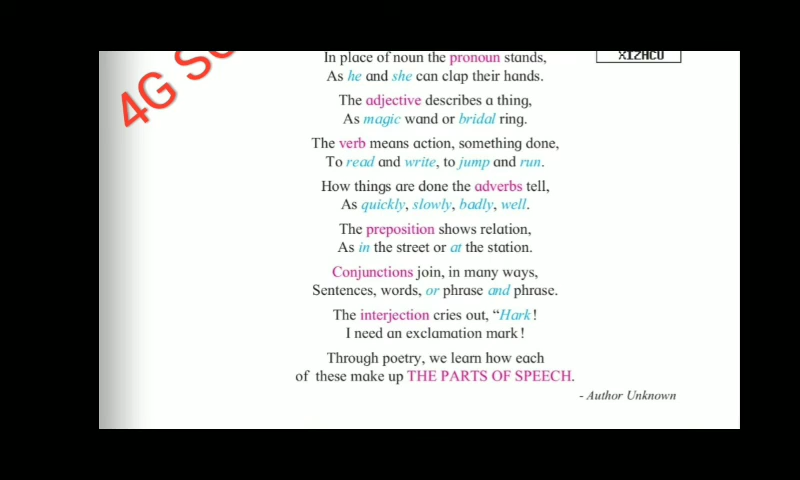 4G
X1ZHCU
In place of noun the pronoun stands,
As he and she can clap their hands.
The adjective describes a thing,
As magic wand or bridal ring.
The verb means action, something done,
To read and write, to jump and run.
How things are done the adverbs tell,
As quickly, slowly, badly, well.
The preposition shows relation,
As in the street or at the station.
Conjunctions join, in many ways,
Sentences, words, or phrase and phrase.
The interjection cries out, “Hark!
I need an exclamation mark!
Through poetry, we learn how each
of these make up THE PARTS OF SPEECH.
- Author Unknown